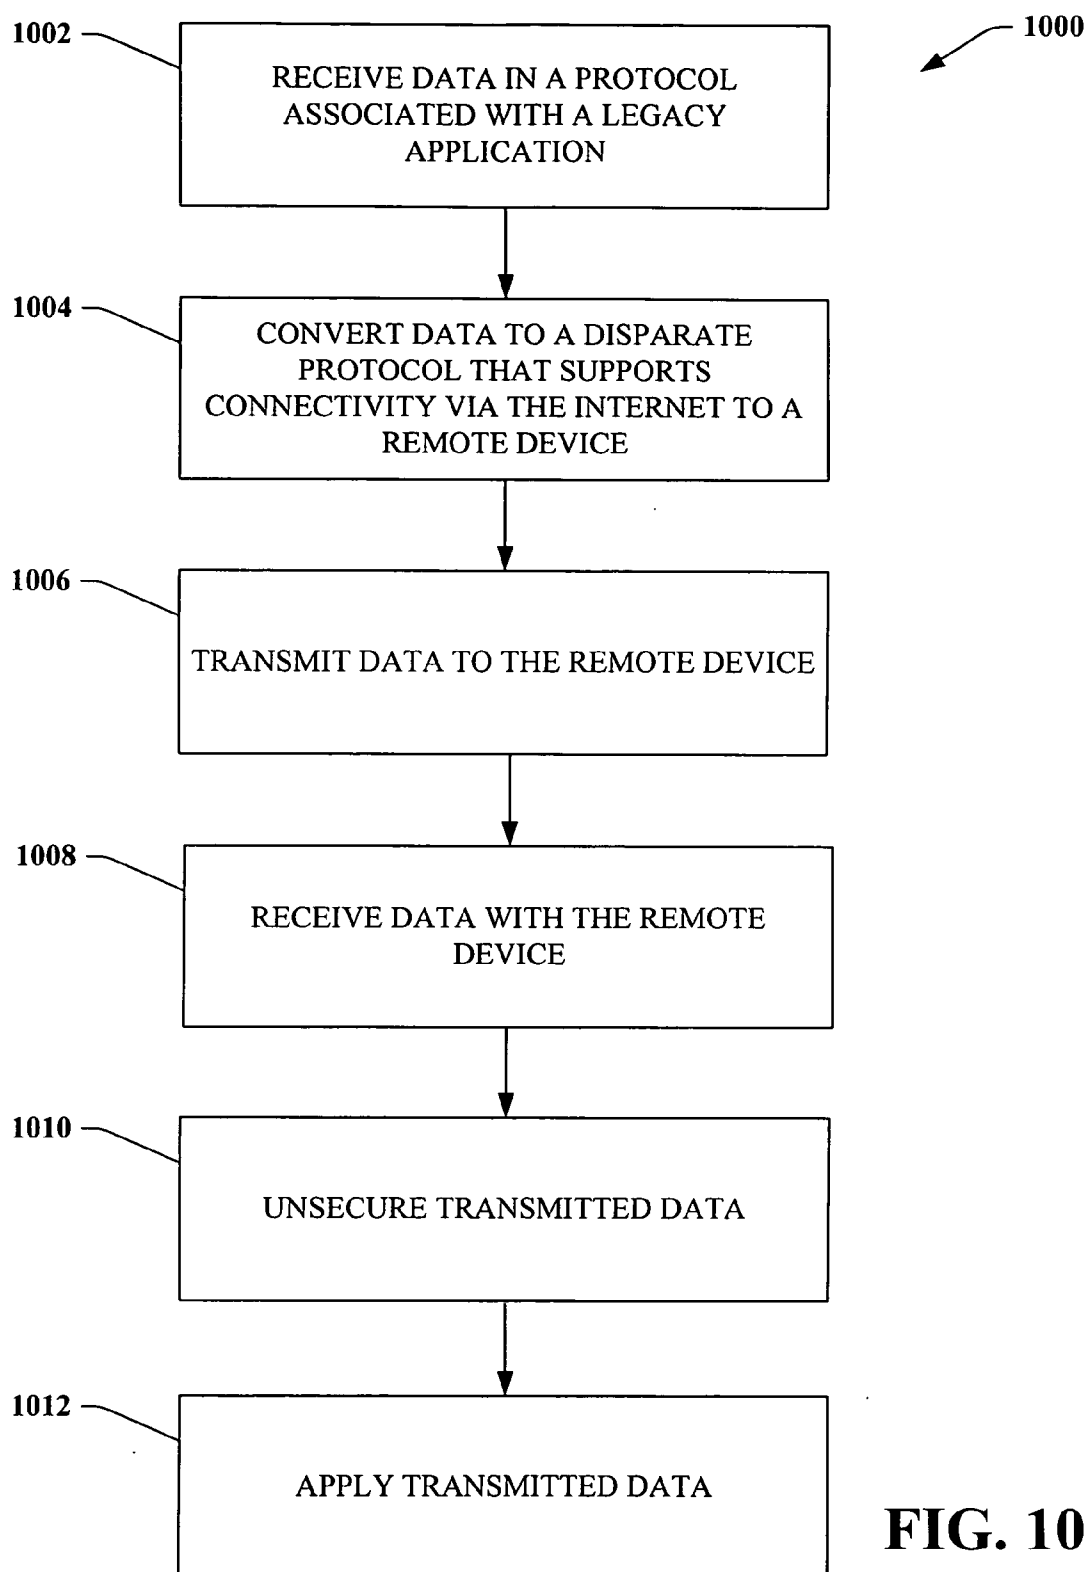 1002
1000
RECEIVE DATA IN A PROTOCOL
ASSOCIATED WITH A LEGACY
APPLICATION
1004
CONVERT DATA TO A DISPARATE
PROTOCOL THAT SUPPORTS
CONNECTIVITY VIA THE INTERNET TO A
REMOTE DEVICE
1006
TRANSMIT DATA TO THE REMOTE DEVICE
1008
RECEIVE DATA WITH THE REMOTE
DEVICE
1010
UNSECURE TRANSMITTED DATA
1012
APPLY TRANSMITTED DATA
FIG. 10